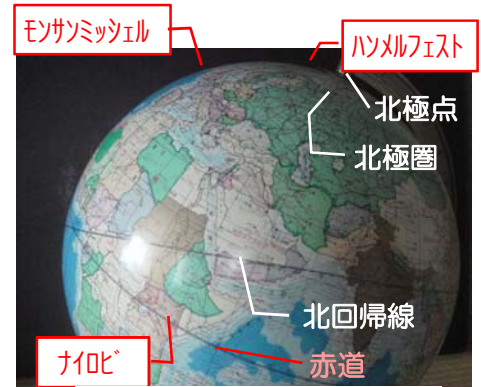 ﾓﾝｻﾝﾐｯｼｪﾙ
ﾊﾝﾒﾙﾌｪｽﾄ
北極点
北極圏
北回帰線
ﾅｲﾛﾋﾞ
赤道